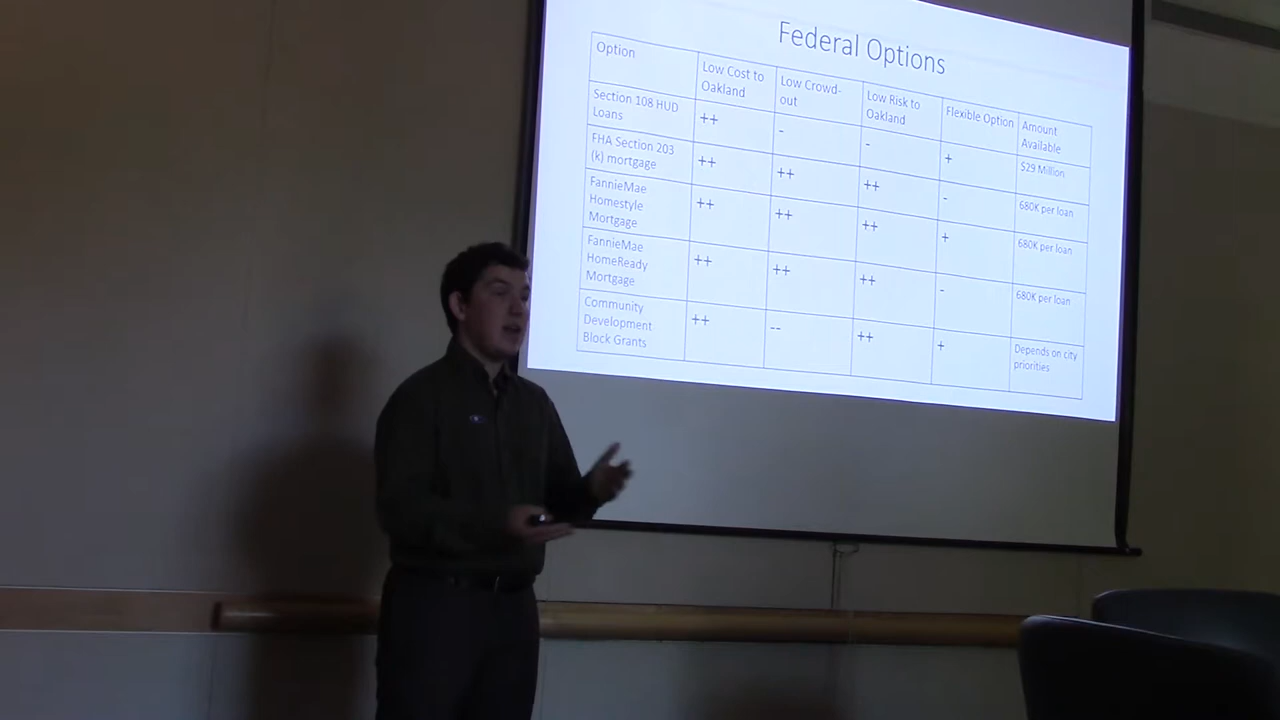 Federal Options
Option
Low Cost to
Oakland
Low Crowd-
out
Low Risk to
Oakland
Flexible Option
Amount
Available
Section 108 HUD
Loans
++
-
-
+
$29 Million
FHA Section 203
(k) mortgage
++
++
++
-
680K per loan
FannieMae
Homestyle
Mortgage
++
++
++
+
680K per loan
FannieMae
HomeReady
Mortgage
++
++
++
-
680K per loan
Community
Development
Block Grants
++
--
++
+
Depends on city
priorities